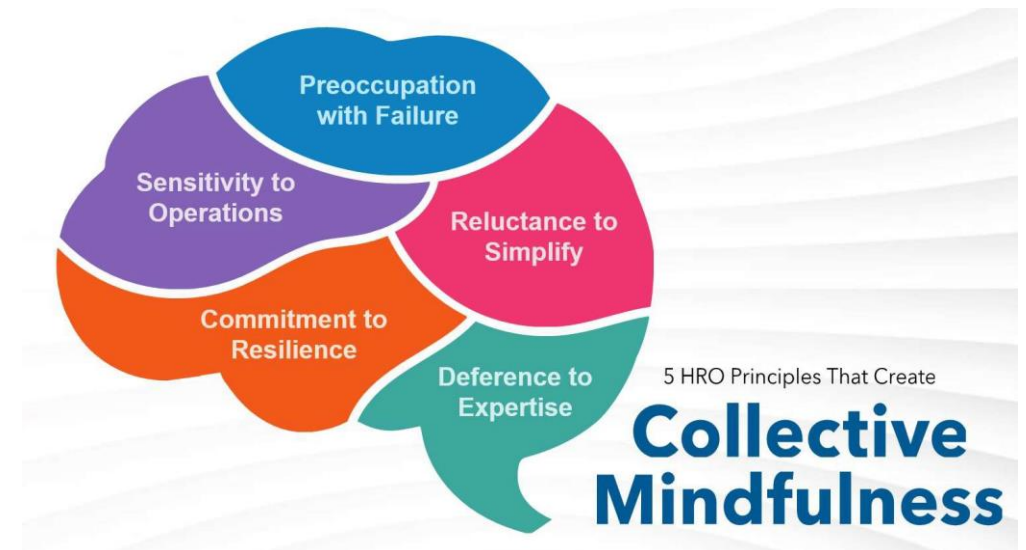 Preoccupation
with Failure
Sensitivity to
Operations
Reluctance to
Simplify
Commitment to
Resilience
Deference to
Expertise
5 HRO Principles That Create
Collective
Mindfulness